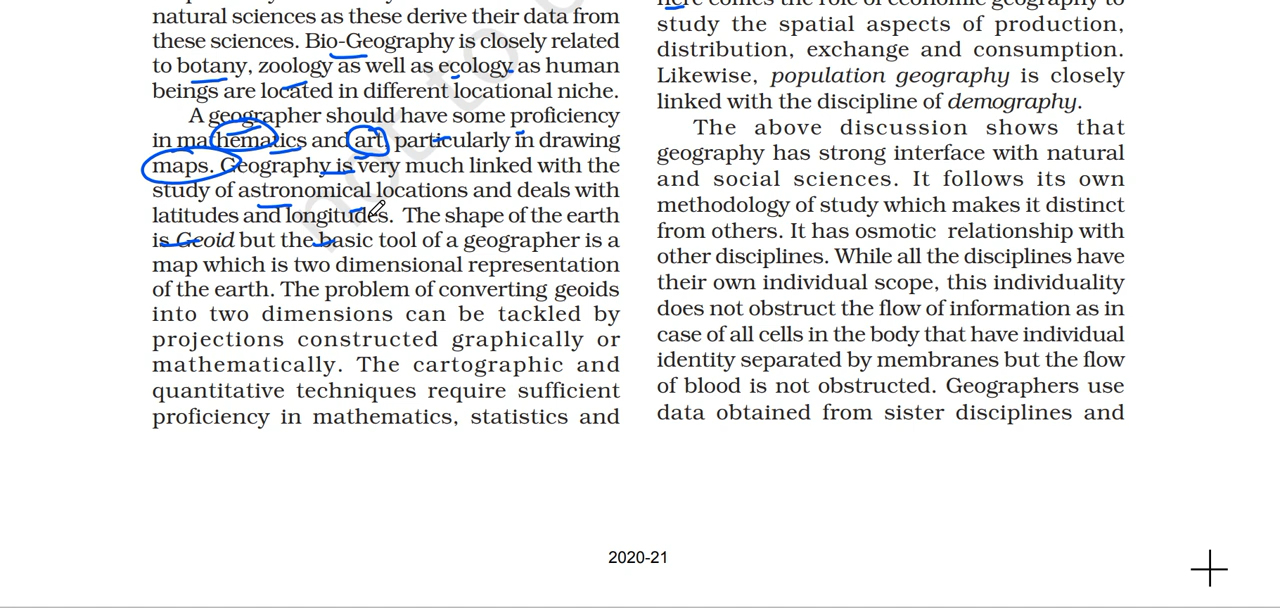 natural sciences as these derive their data from
these sciences. Bio-Geography is closely related
to botany, zoology as well as ecology as human
beings are located in different locational niche.
A geographer should have some proficiency
in mathematics and art, particularly in drawing
maps. Geography is very much linked with the
study of astronomical locations and deals with
latitudes and longitudes. The shape of the earth
is Geoid but the basic tool of a geographer is a
map which is two dimensional representation
of the earth. The problem of converting geoids
into two dimensions can be tackled by
projections constructed graphically or
mathematically. The cartographic and
quantitative techniques require sufficient
proficiency in mathematics, statistics and
here comes the role of economic geography to
study the spatial aspects of production,
distribution, exchange and consumption.
Likewise, population geography is closely
linked with the discipline of demography.
The above discussion shows that
geography has strong interface with natural
and social sciences. It follows its own
methodology of study which makes it distinct
from others. It has osmotic relationship with
other disciplines. While all the disciplines have
their own individual scope, this individuality
does not obstruct the flow of information as in
case of all cells in the body that have individual
identity separated by membranes but the flow
of blood is not obstructed. Geographers use
data obtained from sister disciplines and
2020-21